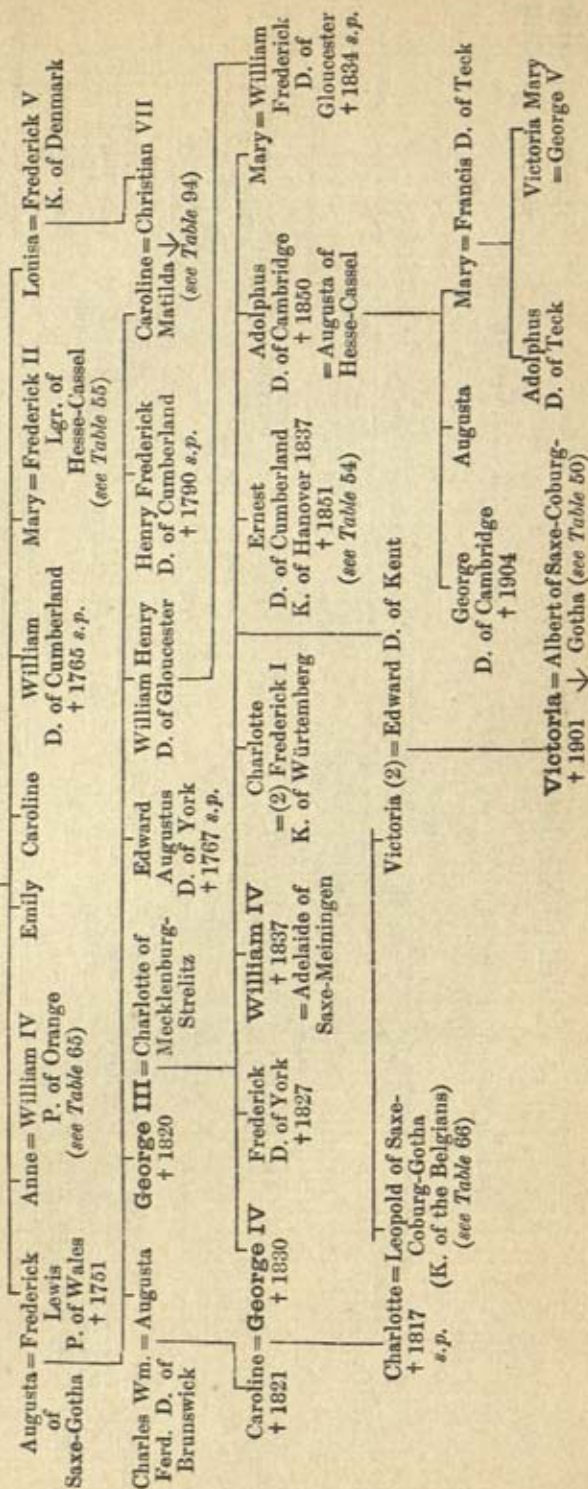 Augusta = Frederick
of Lewis
Saxe-Gotha P. of Wales
† 1751
Anne = William IV
P. of Orange
(see Table 65)
Emily
Caroline
William
D. of Cumberland
† 1765 s.p.
Mary = Frederick II
Lgr. of
Hesse-Cassel
(see Table 55)
Louisa = Frederick V
K. of Denmark
Charles Wm. = Augusta
Ferd. D. of
Brunswick
George III = Charlotte of
† 1820 Mecklenburg-
Strelitz
Edward
Augustus
D. of York
† 1767 s.p.
William Henry
D. of Gloucester
Henry Frederick
D. of Cumberland
† 1790 s.p.
Caroline = Christian VII
Matilda
(see Table 94)
Caroline = George IV
† 1821 † 1830
Frederick
D. of York
† 1827
William IV
† 1837
= Adelaide of
Saxe-Meiningen
Charlotte
= (2) Frederick I
K. of Würtemberg
Ernest
D. of Cumberland
K. of Hanover 1837
† 1851
(see Table 54)
Adolphus
D. of Cambridge
† 1850
= Augusta of
Hesse-Cassel
Mary = William
Frederick
D. of
Gloucester
† 1834 s.p.
Charlotte = Leopold of Saxe-
† 1817 Coburg-Gotha
s.p. (K. of the Belgians)
(see Table 66)
Victoria (2) = Edward D. of Kent
George
D. of Cambridge
† 1904
Augusta
Mary = Francis D. of Teck
Victoria = Albert of Saxe-Coburg-
† 1901 Gotha (see Table 50)
Adolphus
D. of Teck
Victoria Mary
= George V